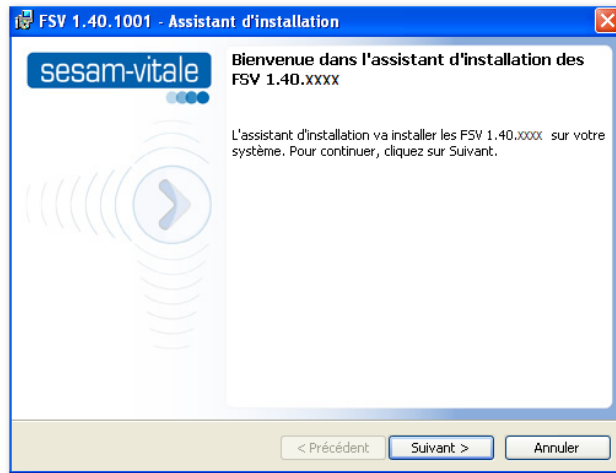 FSV 1.40.1001 - Assistant d'installation
sesam-vitale
Bienvenue dans l'assistant d'installation des
FSV 1.40.xxxx
L'assistant d'installation va installer les FSV 1.40.xxxx sur votre
système. Pour continuer, cliquez sur Suivant.
< Précédent Suivant > Annuler